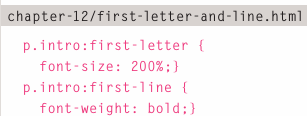 chapter-12/first-letter-and-line.html
p.intro:first-letter {
  font-size: 200%;}
p.intro:first-line {
  font-weight: bold;}